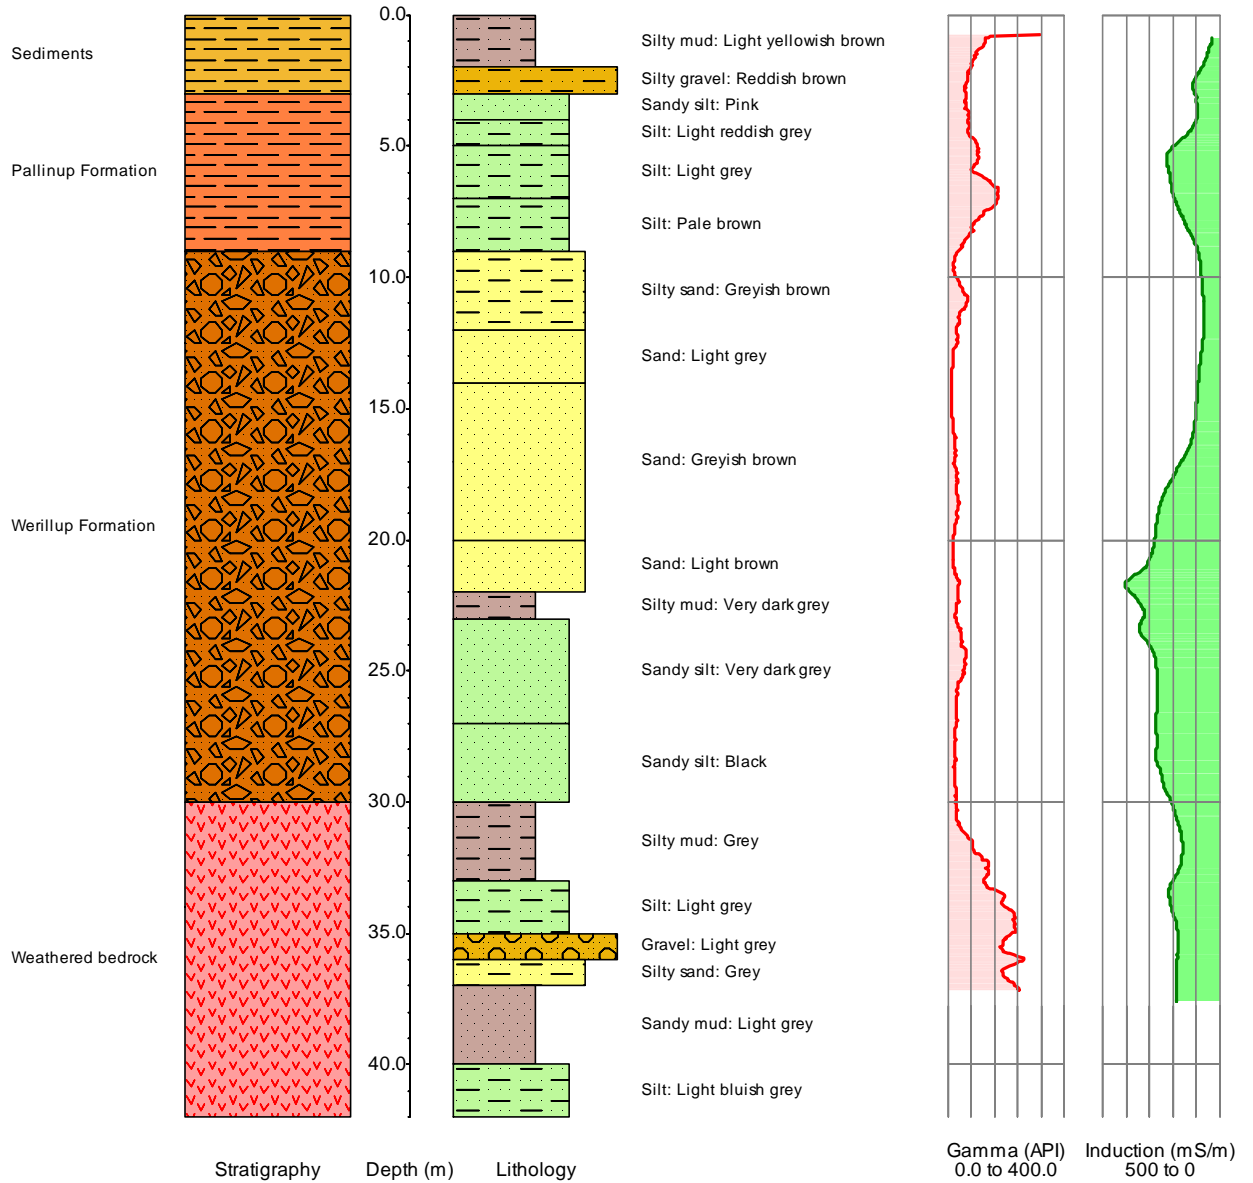 0.0
Silty mud: Light yellowish brown
Sediments
Silty gravel: Reddish brown
Sandy silt: Pink
Silt: Light reddish grey
5.0
Pallinup Formation
Silt: Light grey
Silt: Pale brown
10.0
Silty sand: Greyish brown
Sand: Light grey
15.0
Sand: Greyish brown
Werillup Formation
20.0
Sand: Light brown
Silty mud: Very dark grey
25.0
Sandy silt: Very dark grey
Sandy silt: Black
30.0
Silty mud: Grey
Silt: Light grey
35.0
Gravel: Light grey
Weathered bedrock
Silty sand: Grey
Sandy mud: Light grey
40.0
Silt: Light bluish grey
Stratigraphy
Depth (m)
Lithology
Gamma (API)
0.0 to 400.0
Induction (mS/m)
500 to 0